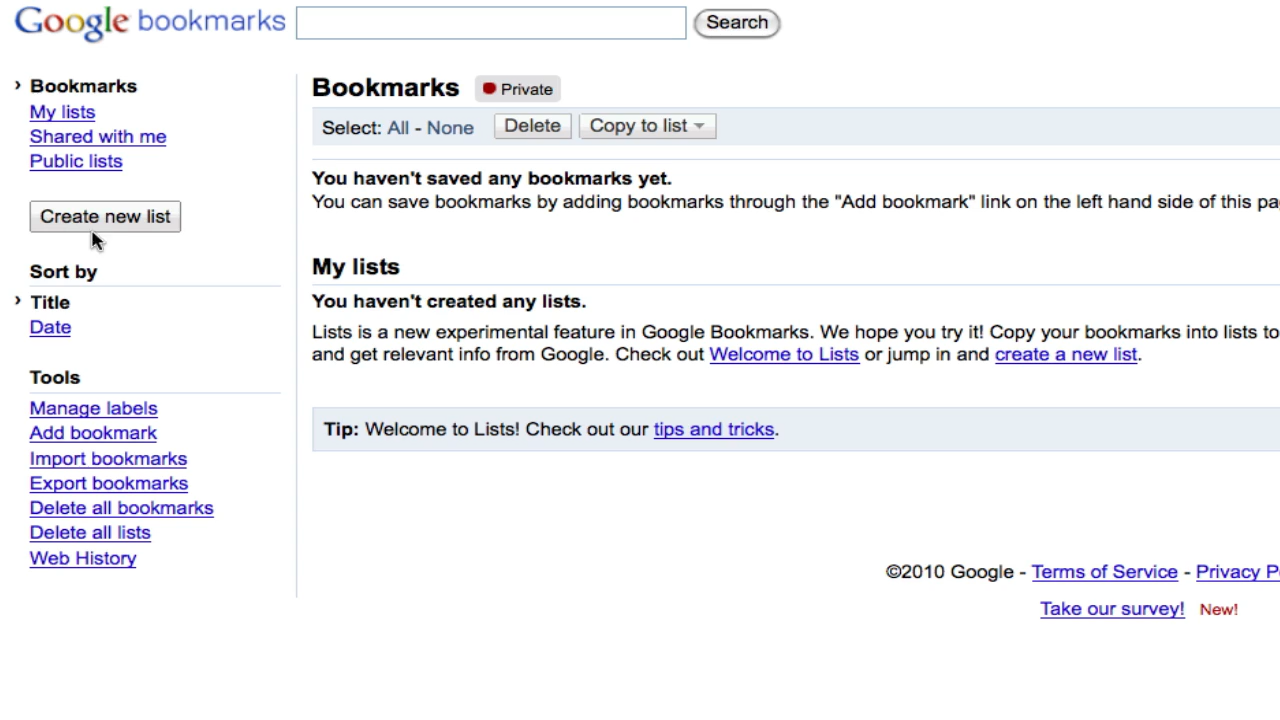 Google bookmarks
Search
Bookmarks
My lists
Shared with me
Public lists
Create new list
Sort by
Title
Date
Tools
Manage labels
Add bookmark
Import bookmarks
Export bookmarks
Delete all bookmarks
Delete all lists
Web History
Bookmarks Private
Select: All - None Delete Copy to list
You haven't saved any bookmarks yet.
You can save bookmarks by adding bookmarks through the "Add bookmark" link on the left hand side of this
My lists
You haven't created any lists.
Lists is a new experimental feature in Google Bookmarks. We hope you try it! Copy your bookmarks into lists to
and get relevant info from Google. Check out Welcome to Lists or jump in and create a new list.
Tip: Welcome to Lists! Check out our tips and tricks.
©2010 Google - Terms of Service - Privacy
Take our survey! New!